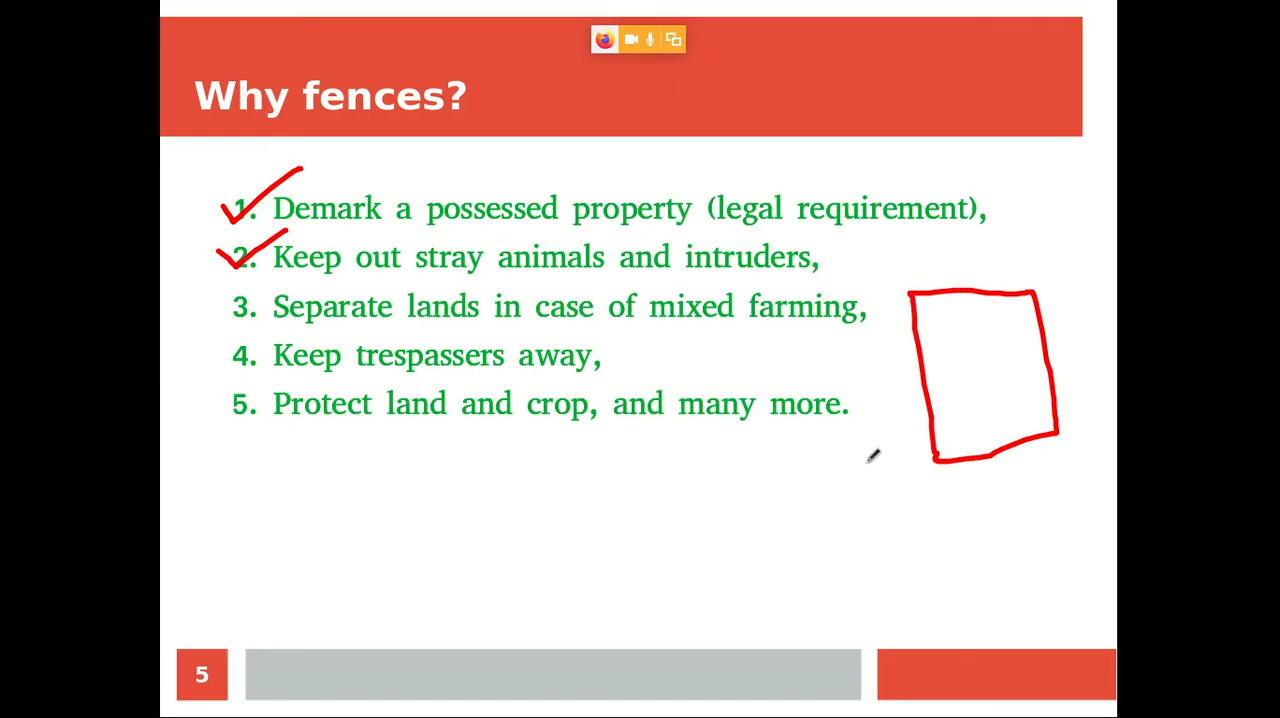 Why fences?
1. Demark a possessed property (legal requirement),
2. Keep out stray animals and intruders,
3. Separate lands in case of mixed farming,
4. Keep trespassers away,
5. Protect land and crop, and many more.
5